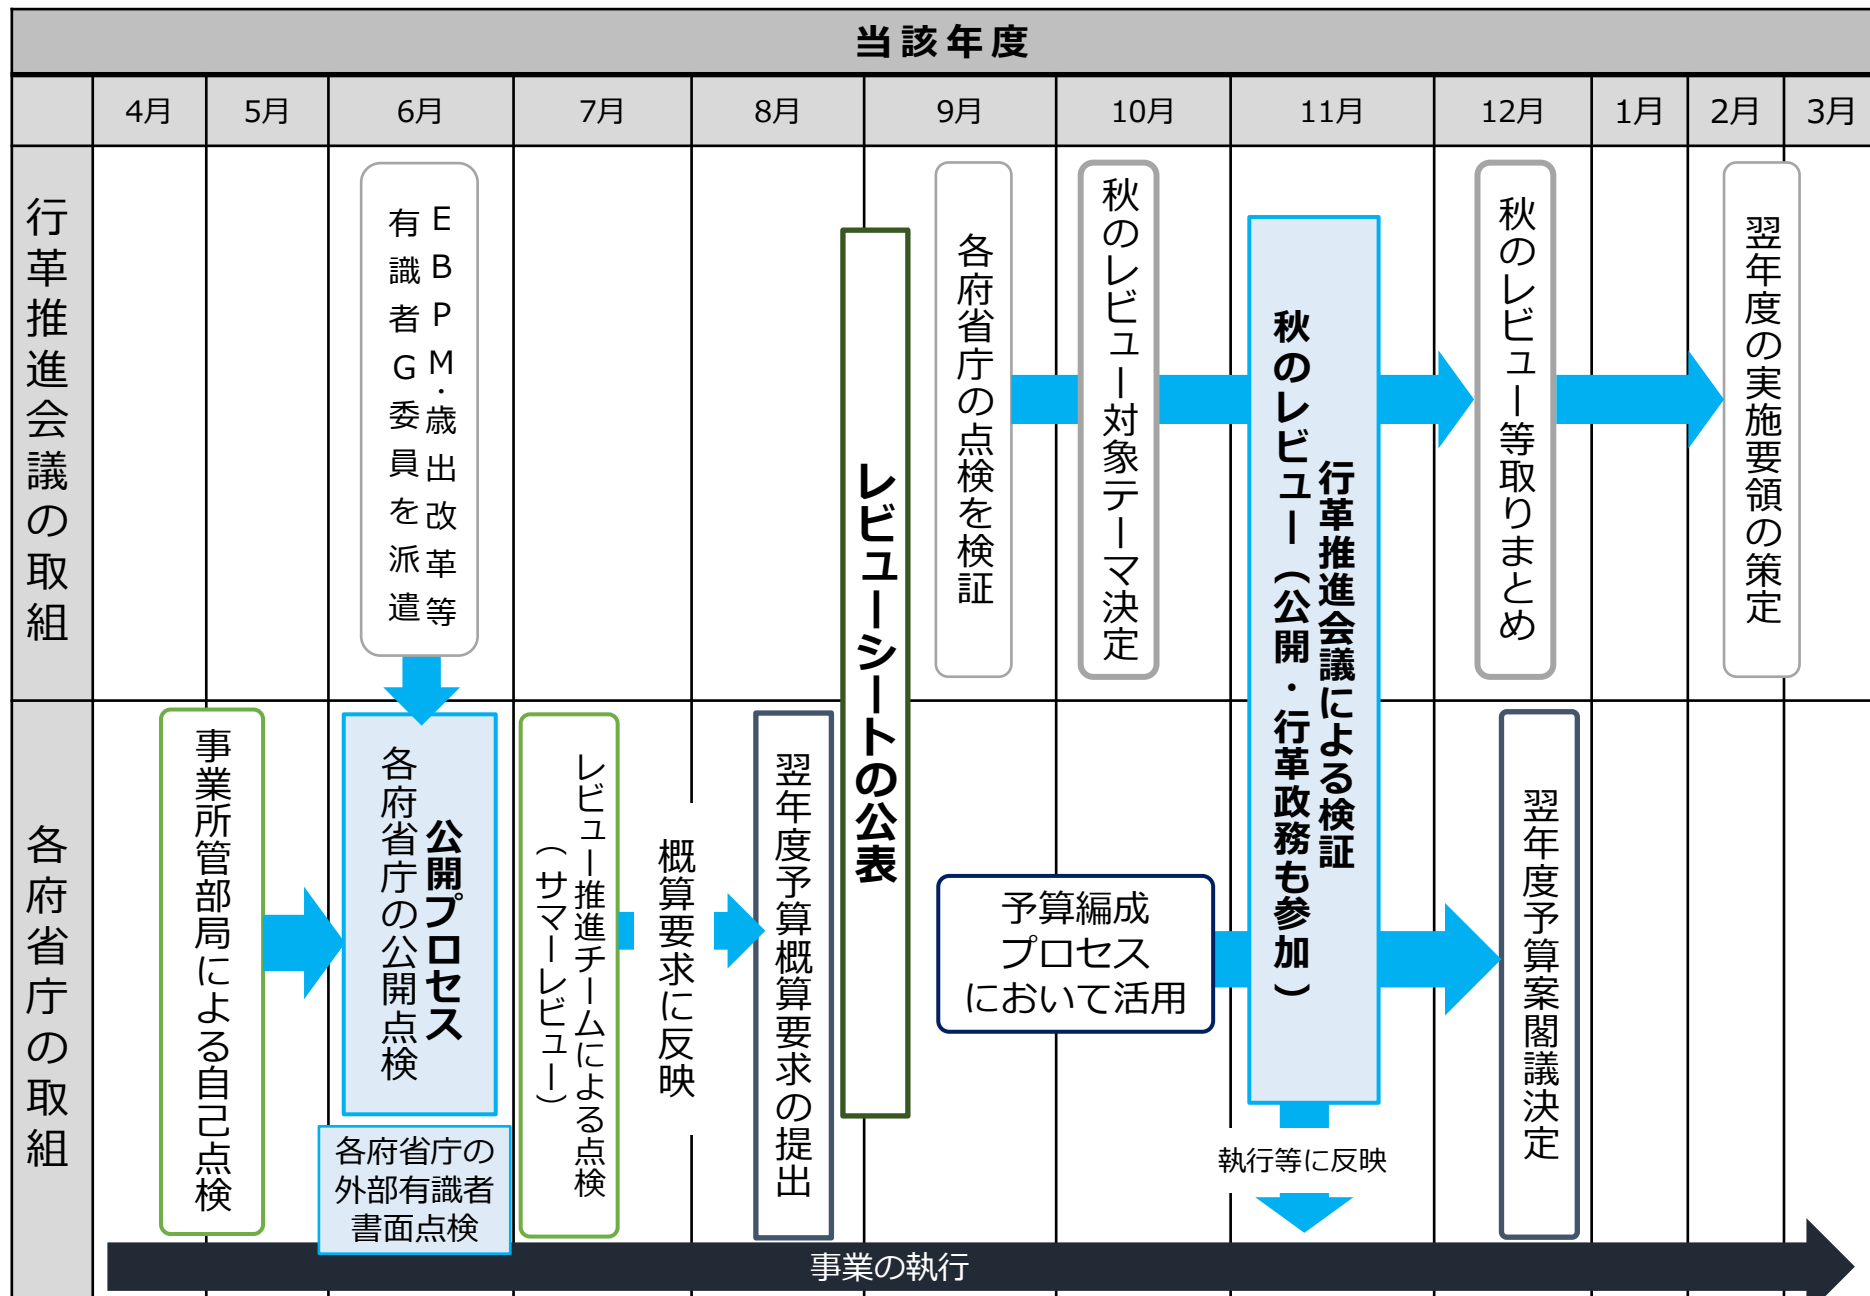 当該年度
4月
5月
6月
7月
8月
9月
10月
11月
12月
1月
2月
3月
行革推進会議の取組
EBPM・歳出改革等
有識者G委員を派遣
レビューシートの公表
各府省庁の点検を検証
秋のレビュー対象テーマ決定
行革推進会議による検証
秋のレビュー（公開・行革政務も参加）
秋のレビュー等取りまとめ
翌年度の実施要領の策定
各府省庁の取組
事業所管部局による自己点検
公開プロセス
各府省庁の公開点検
各府省庁の
外部有識者
書面点検
レビュー推進チームによる点検
（サマーレビュー）
概算要求に反映
翌年度予算概算要求の提出
予算編成
プロセス
において活用
執行等に反映
翌年度予算案閣議決定
事業の執行